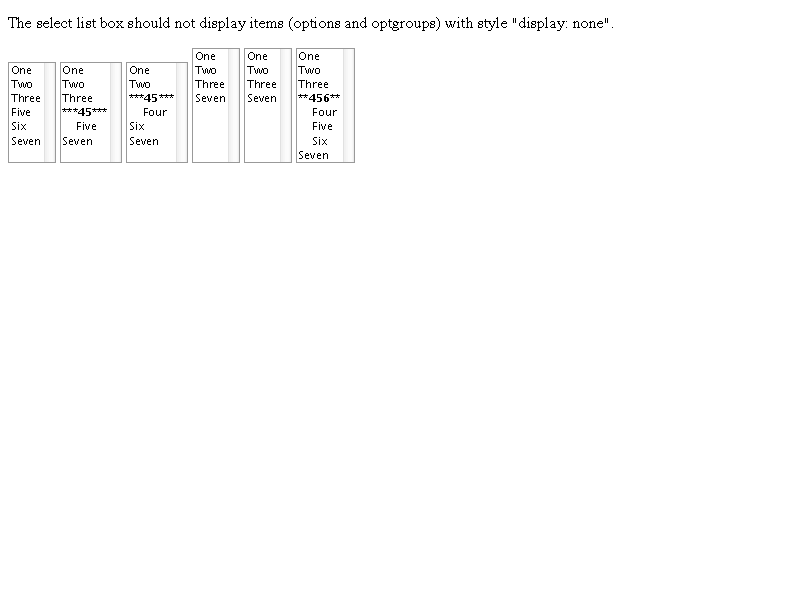 The select list box should not display items (options and optgroups) with style "display: none".
One
Two
Three
Five
Six
Seven
One
Two
Three
***45***
Five
Seven
One
Two
***45***
Four
Six
Seven
One
Two
Three
Seven
One
Two
Three
Seven
One
Two
Three
**456**
Four
Five
Six
Seven